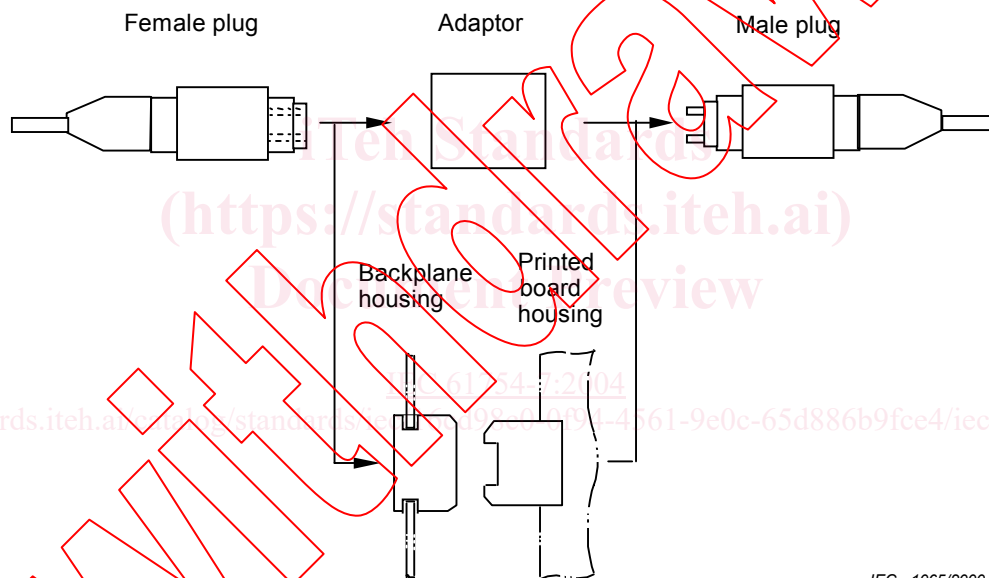 Female plug
Adaptor
Male plug
iTeh Standards
(https://standards.iteh.ai)
Document Preview
Backplane
housing
Printed
board
housing
IEC 61754-7:2004